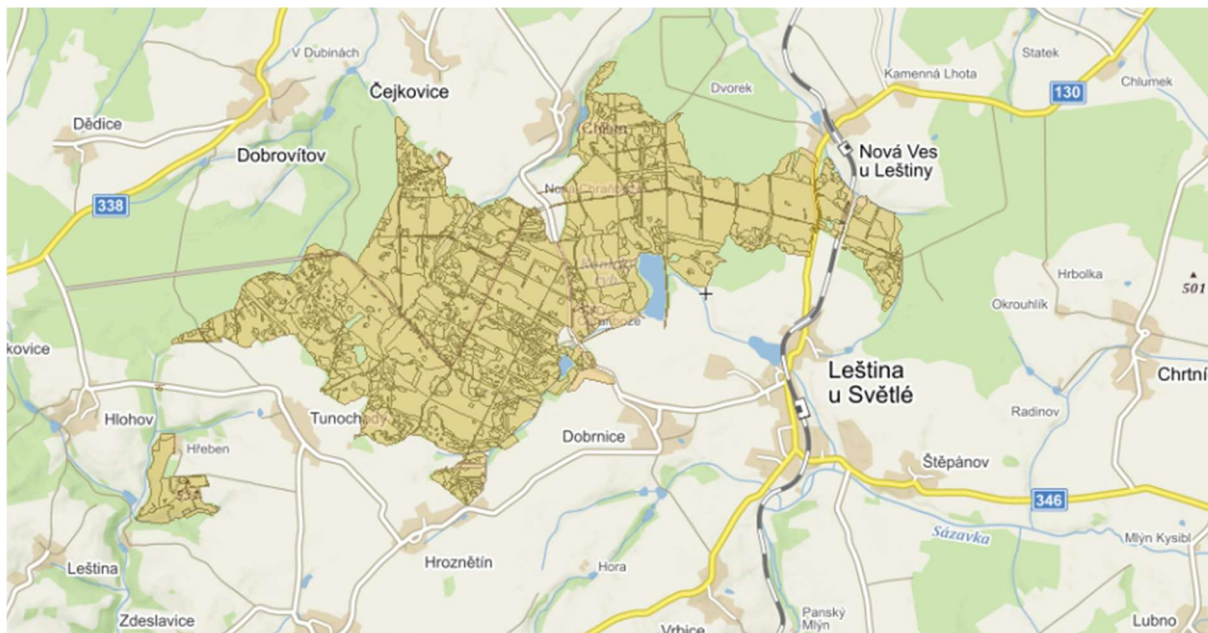 V Dubinách
Čejkovice
Dvorek
Kamenná Lhota
Statek
130
Chlumek
Dědice
Dobrovítov
Chlum
Nová Ves
u Leštiny
338
Hrbolka
501
Okrouhlík
kovice
Leština
u Světlé
Chrtní
Hlohov
Tunochody
Radinov
Hřeben
Dobrnice
Štěpánov
346
Sázavka
Mlýn Kysibl
Leština
Hroznětín
Hora
Zdeslavice
Vrbice
Panský
Mlýn
Lubno